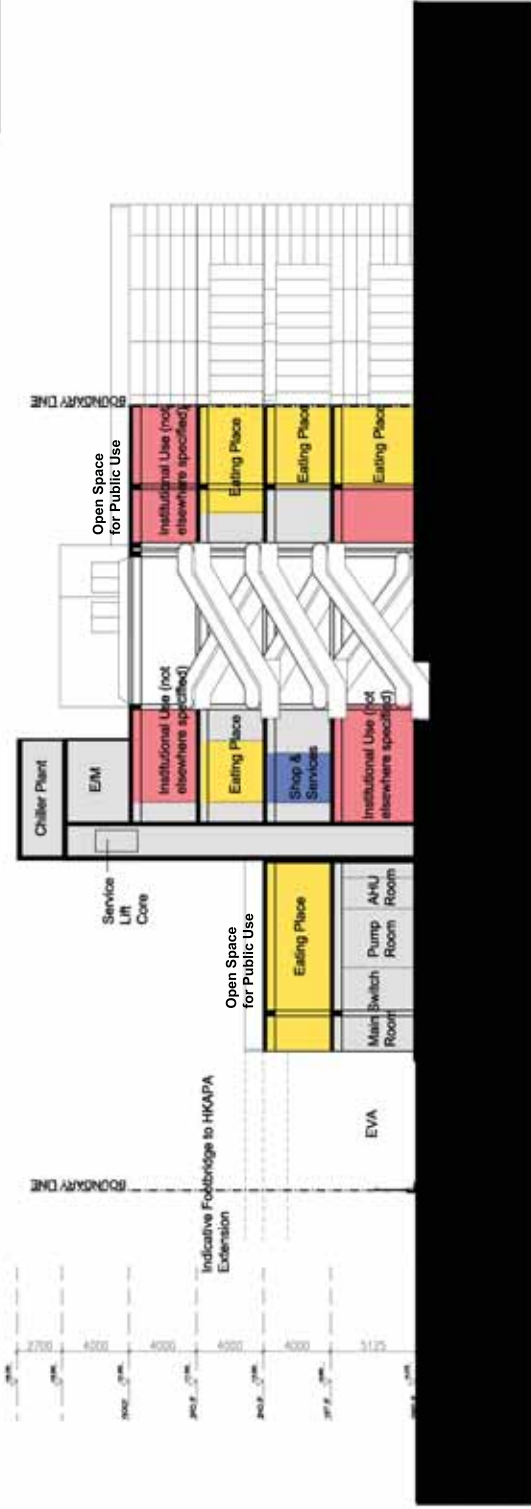 Chiller Plant
E/M
Service
Lift
Core
Open Space
for Public Use
BOUNDARY LINE
Institutional Use (not
elsewhere specified)
Eating Place
Shop &
Services
Institutional Use (not
elsewhere specified)
Institutional Use (not
elsewhere specified)
Eating Place
Eating Place
Eating Place
Open Space
for Public Use
Eating Place
Main Switch
Room
Pump
Room
AHU
Room
EVA
Indicative Footbridge to HKAPA
Extension
BOUNDARY LINE
2700
4000
4000
4000
4000
5125